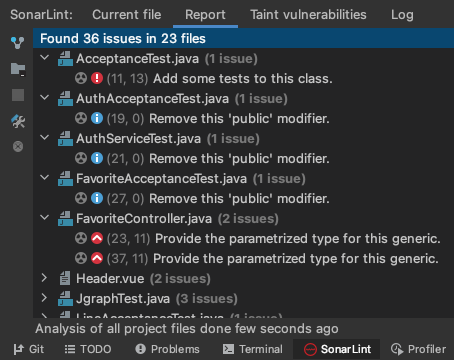 SonarLint: Current file Report Taint vulnerabilities Log
Found 36 issues in 23 files
AcceptanceTest.java (1 issue)
(11, 13) Add some tests to this class.
AuthAcceptanceTest.java (1 issue)
(19, 0) Remove this 'public' modifier.
AuthServiceTest.java (1 issue)
(21, 0) Remove this 'public' modifier.
FavoriteAcceptanceTest.java (1 issue)
(27, 0) Remove this 'public' modifier.
FavoriteController.java (2 issues)
(23, 11) Provide the parametrized type for this generic.
(37, 11) Provide the parametrized type for this generic.
Header.vue (2 issues)
JgraphTest.java (3 issues)
LineAcceptanceTest.java (1 issue)
Analysis of all project files done few seconds ago
Git TODO Problems Terminal SonarLint Profiler